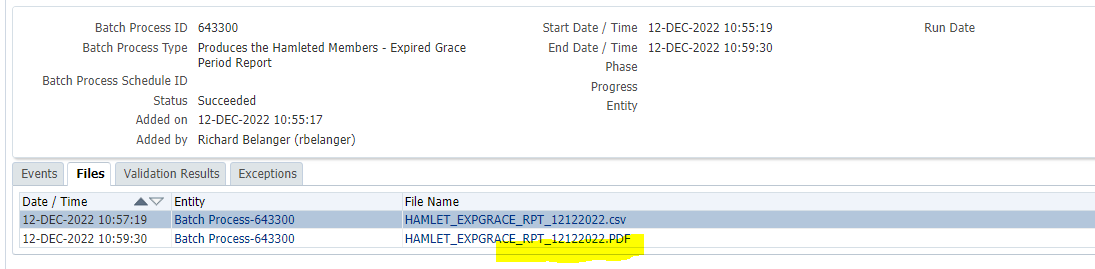 Batch Process ID 643300 Start Date / Time 12-DEC-2022 10:55:19 Run Date
Batch Process Type Produces the Hamleted Members - Expired Grace End Date / Time 12-DEC-2022 10:59:30
Period Report Phase
Batch Process Schedule ID Progress
Status Succeeded Entity
Added on 12-DEC-2022 10:55:17
Added by Richard Belanger (rbelanger)
Events Files Validation Results Exceptions
Date / Time Entity File Name
12-DEC-2022 10:57:19 Batch Process-643300 HAMLET_EXPGRACE_RPT_12122022.csv
12-DEC-2022 10:59:30 Batch Process-643300 HAMLET_EXPGRACE_RPT_12122022.PDF